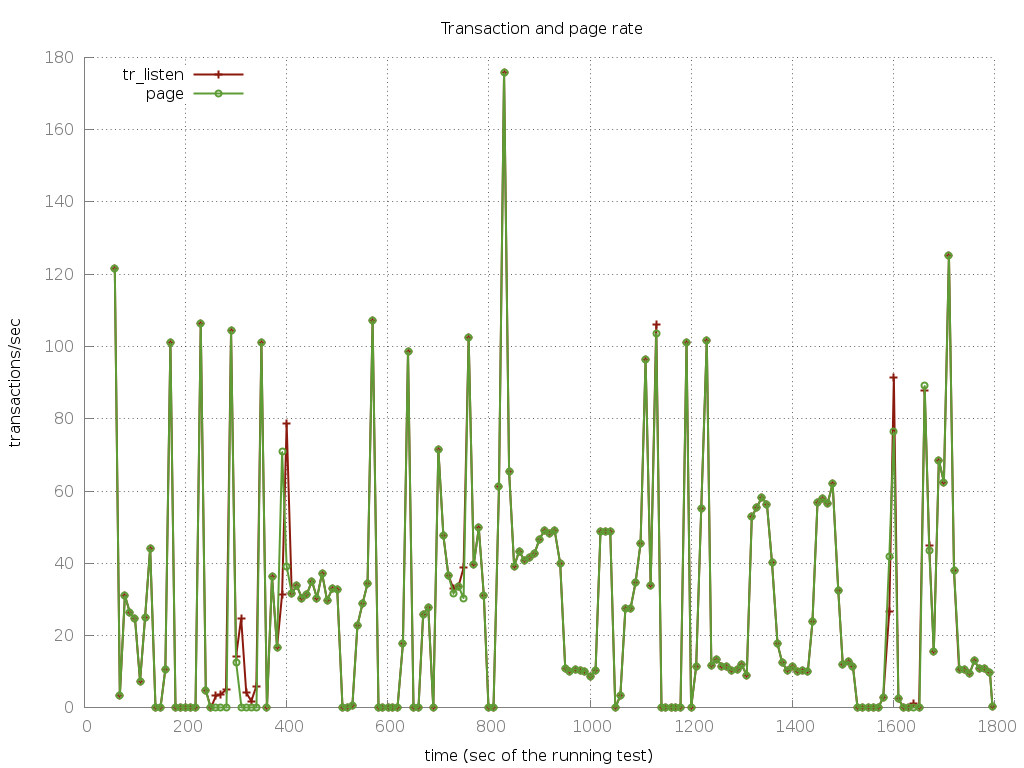 Transaction and page rate
180
160
140
120
100
80
60
40
20
0
tr_listen
page
transactions/sec
0 200 400 600 800 1000 1200 1400 1600 1800
time (sec of the running test)